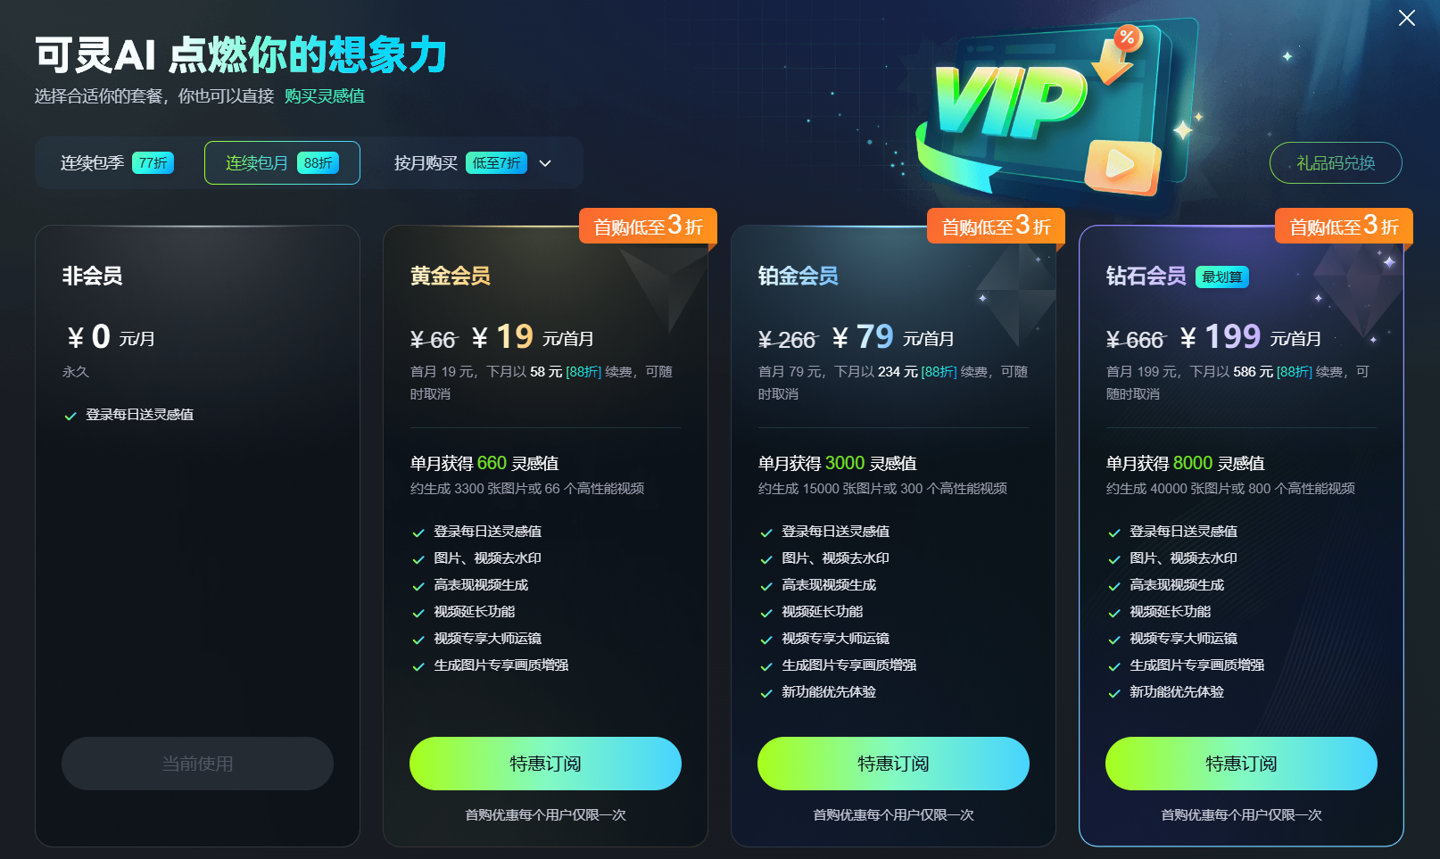 可灵AI 点燃你的想象力
选择合适你的套餐，你也可以直接 购买灵感值
VIP
%
连续包季 77折 连续包月 88折 按月购买 低至7折
礼品码兑换
非会员
¥ 0 元/月
永久
登录每日送灵感值
当前使用
首购低至3折
黄金会员
¥ 66 ¥ 19 元/首月
首月 19 元，下月以 58 元 [88折] 续费，可随
时取消
单月获得 660 灵感值
约生成 3300 张图片或 66 个高性能视频
登录每日送灵感值
图片、视频去水印
高表现视频生成
视频延长功能
视频专享大师运镜
生成图片专享画质增强
特惠订阅
首购优惠每个用户仅限一次
首购低至3折
铂金会员
¥ 266 ¥ 79 元/首月
首月 79 元，下月以 234 元 [88折] 续费，可随
时取消
单月获得 3000 灵感值
约生成 15000 张图片或 300 个高性能视频
登录每日送灵感值
图片、视频去水印
高表现视频生成
视频延长功能
视频专享大师运镜
生成图片专享画质增强
新功能优先体验
特惠订阅
首购优惠每个用户仅限一次
首购低至3折
钻石会员 最划算
¥ 666 ¥ 199 元/首月
首月 199 元，下月以 586 元 [88折] 续费，可
随时取消
单月获得 8000 灵感值
约生成 40000 张图片或 800 个高性能视频
登录每日送灵感值
图片、视频去水印
高表现视频生成
视频延长功能
视频专享大师运镜
生成图片专享画质增强
新功能优先体验
特惠订阅
首购优惠每个用户仅限一次